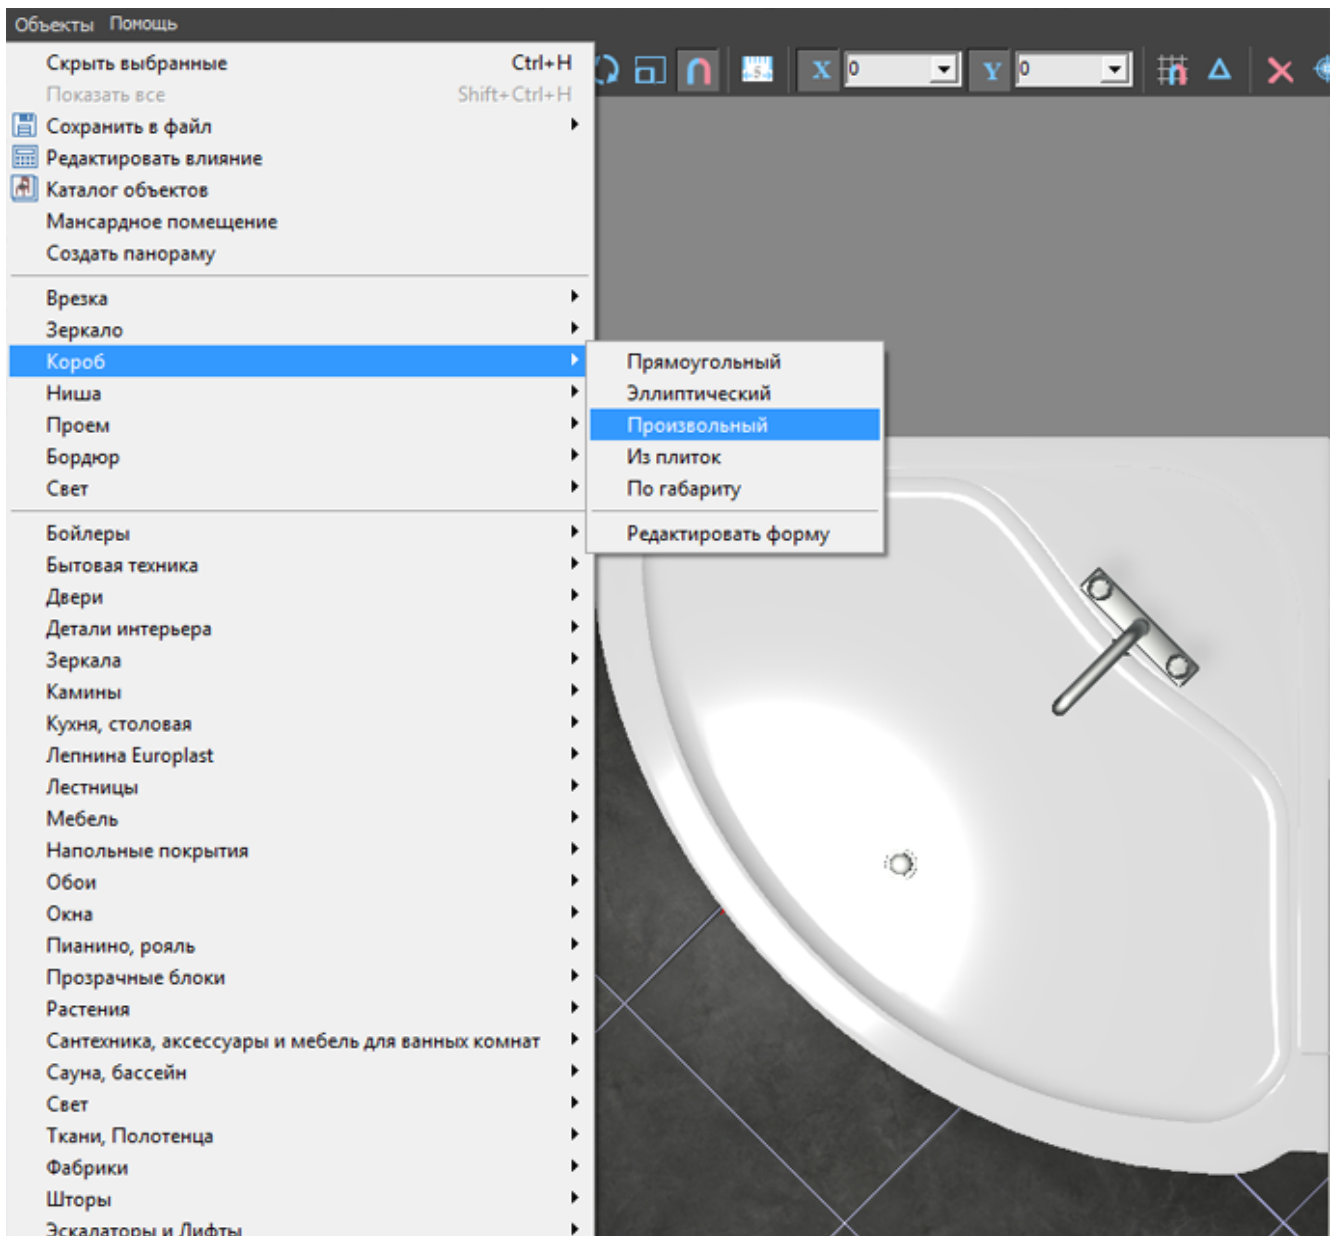 Объекты Помощь
Скрыть выбранные Ctrl+H
Показать все Shift+Ctrl+H
Сохранить в файл
Редактировать влияние
Каталог объектов
Мансардное помещение
Создать панораму
Врезка
Зеркало
Короб
Ниша
Проем
Бордюр
Свет
Бойлеры
Бытовая техника
Двери
Детали интерьера
Зеркала
Камины
Кухня, столовая
Лепнина Europlast
Лестницы
Мебель
Напольные покрытия
Обои
Окна
Пианино, рояль
Прозрачные блоки
Растения
Сантехника, аксессуары и мебель для ванных комнат
Сауна, бассейн
Свет
Ткани, Полотенца
Фабрики
Шторы
Эскалаторы и Лифты
Прямоугольный
Эллиптический
Произвольный
Из плиток
По габариту
Редактировать форму
5 X 0 Y 0